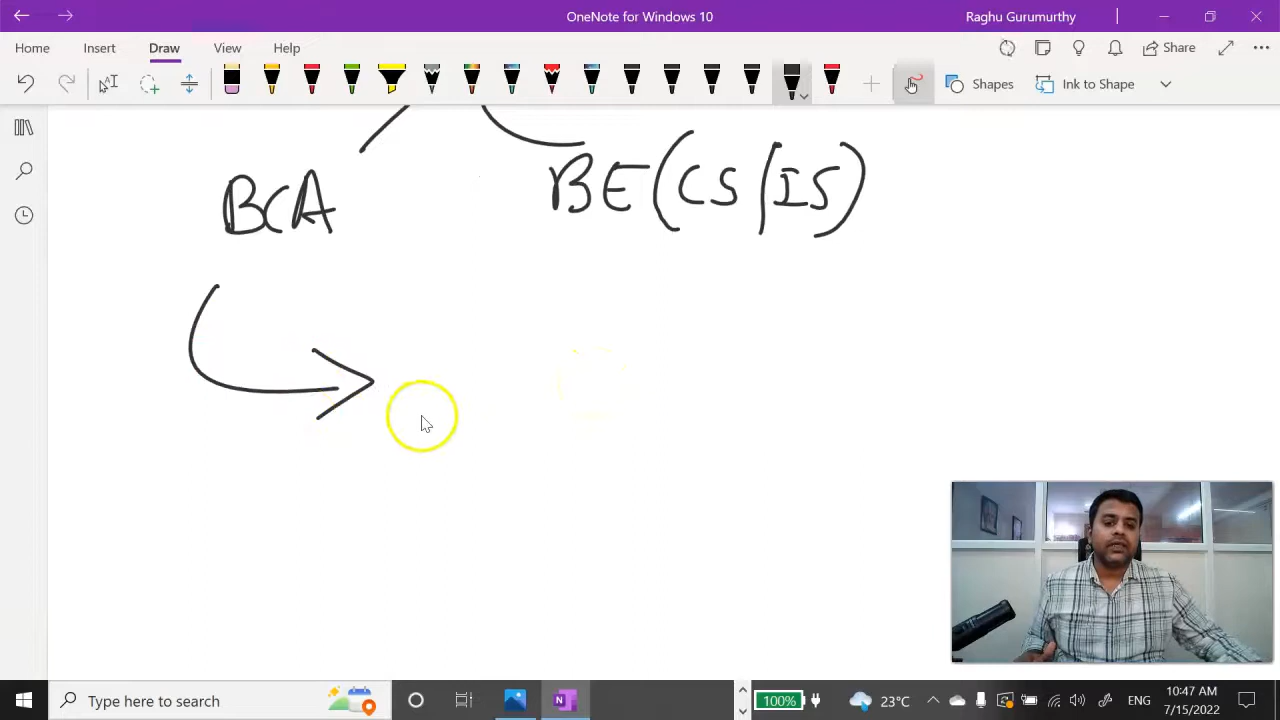 OneNote for Windows 10
Raghu Gurumurthy
Home Insert Draw View Help
Share
Shapes
Ink to Shape
BCA
BE(CS/IS)
Type here to search
N
100%
23°C
ENG
10:47 AM
7/15/2022